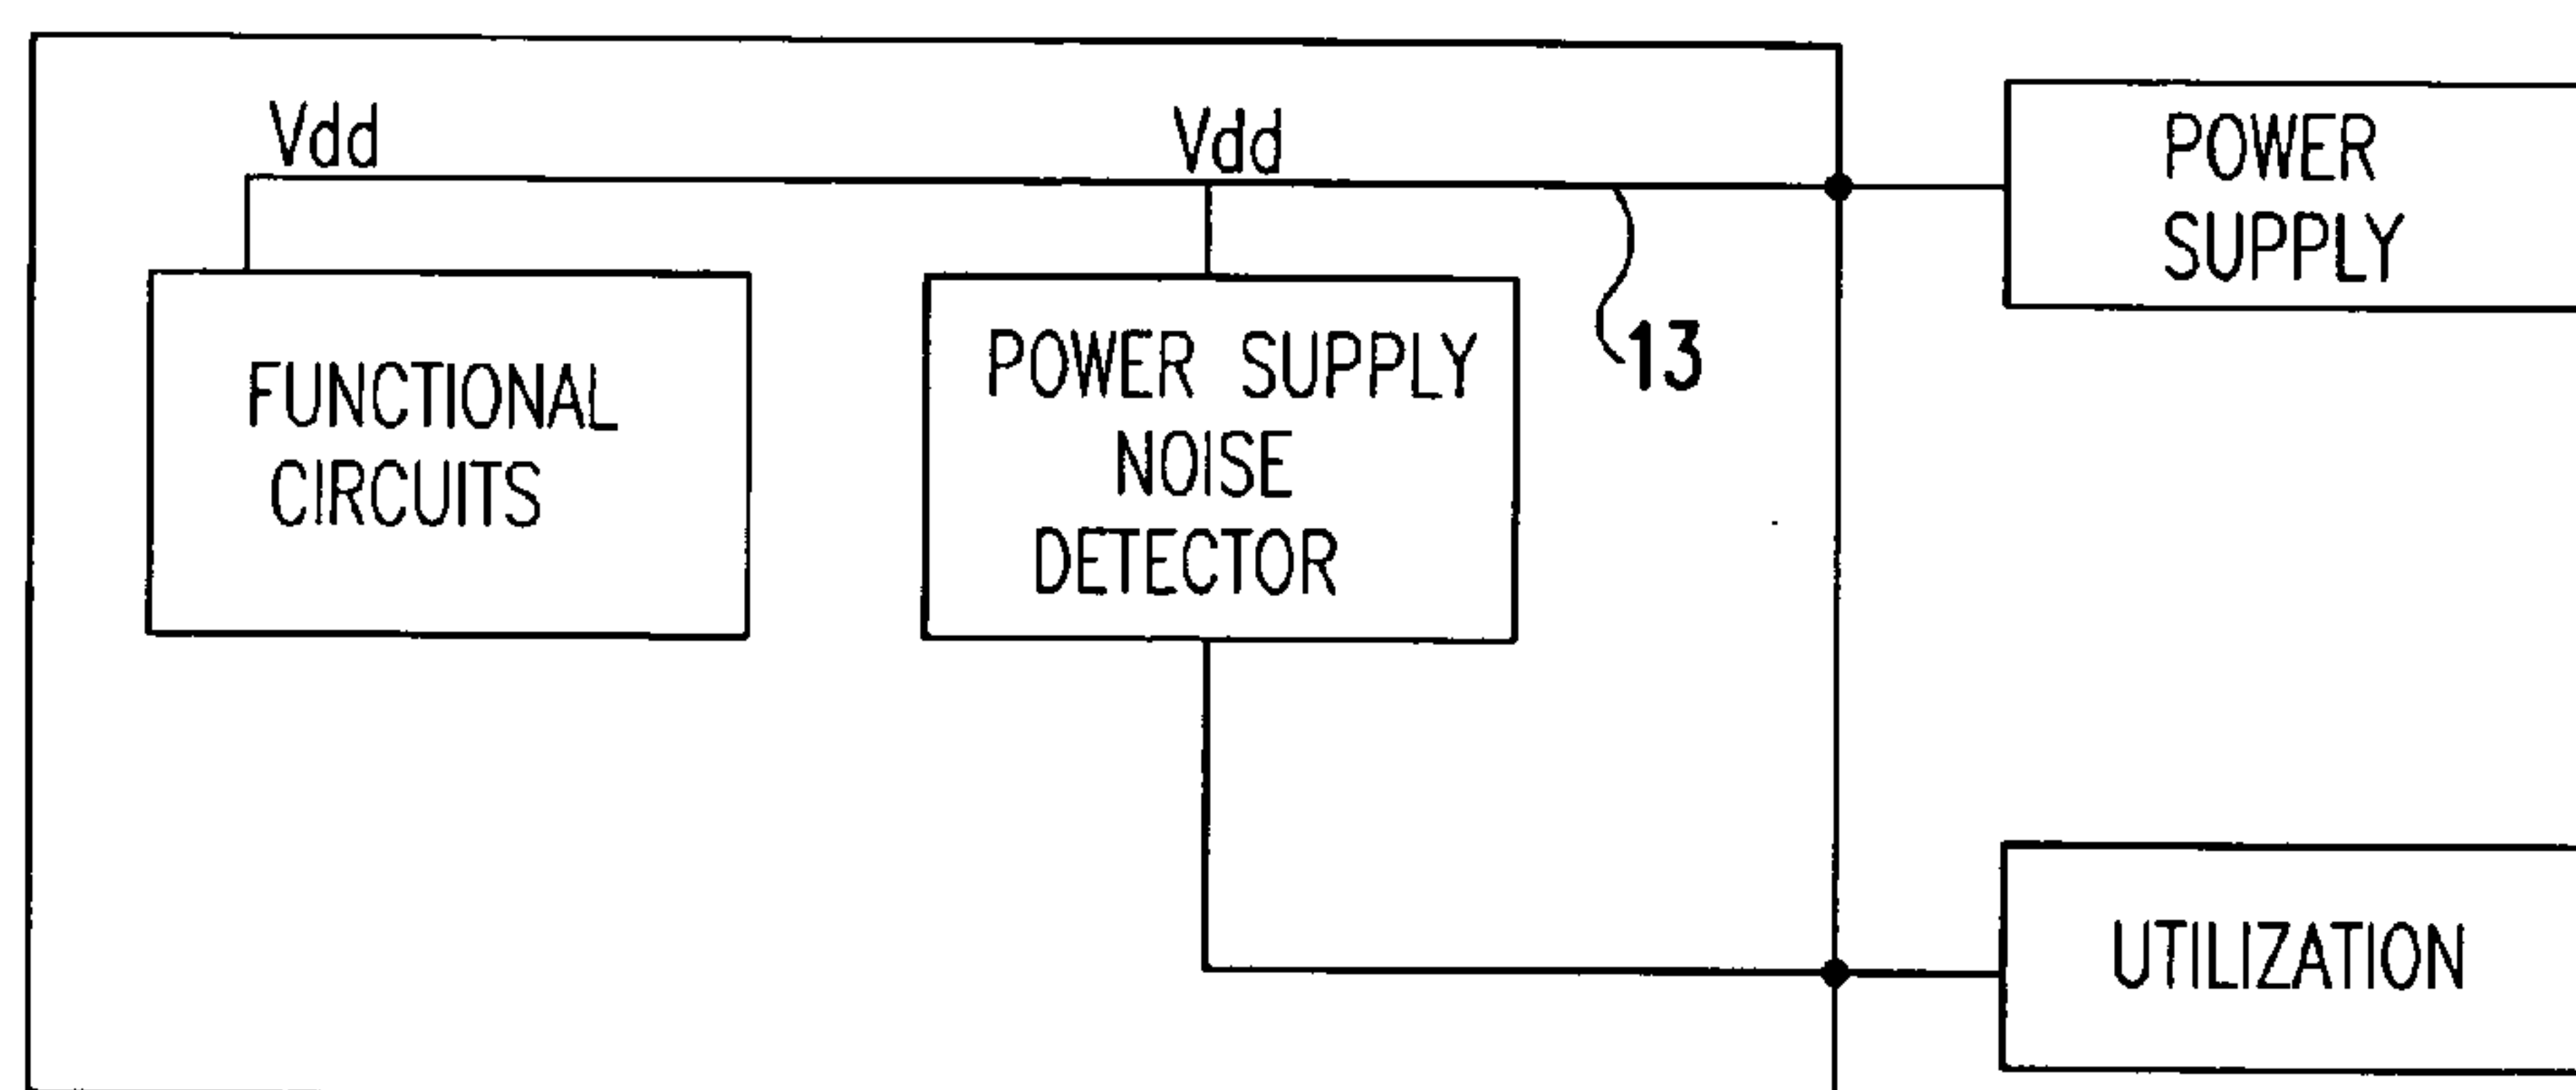 Vdd
Vdd
POWER
SUPPLY
FUNCTIONAL
CIRCUITS
POWER SUPPLY
NOISE
DETECTOR
13
UTILIZATION